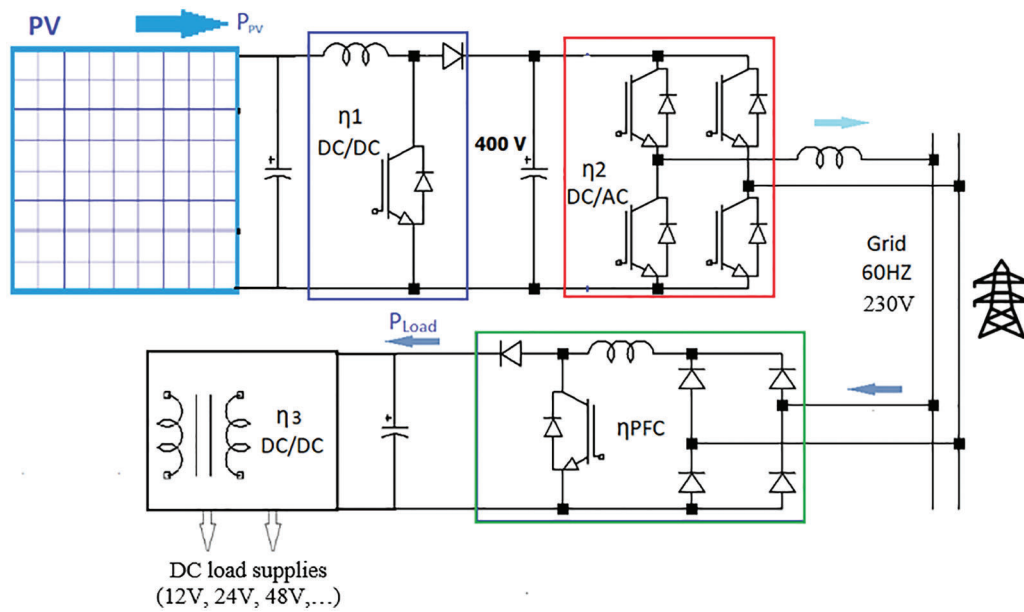 PV
P PV
η1
DC/DC
400 V
η2
DC/AC
Grid
60HZ
230V
PLoad
η3
DC/DC
ηPFC
DC load supplies
(12V, 24V, 48V,...)